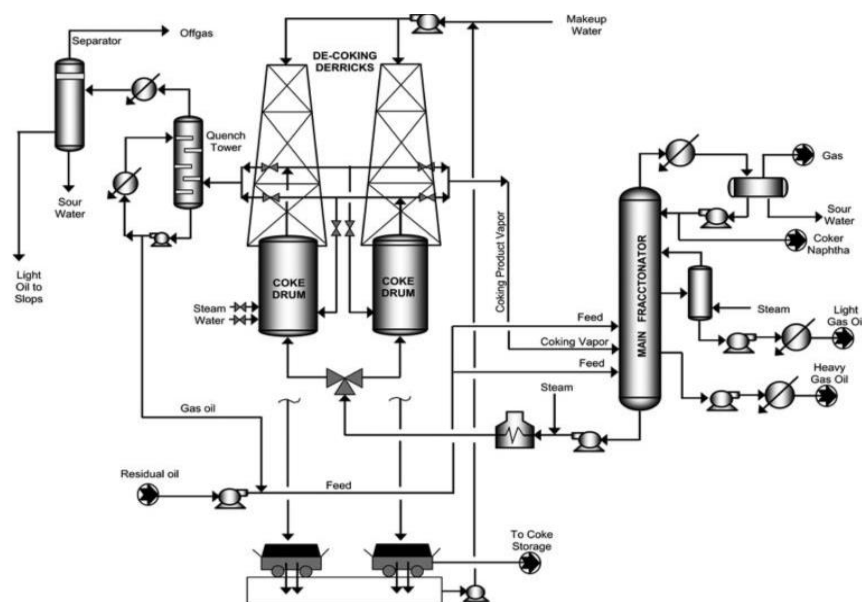 Separator
Offgas
Makeup
Water
DE-COKING
DERRICKS
Quench
Tower
Gas
Sour
Water
Sour
Water
Coker
Naphtha
Light
Oil to
Slops
COKE
DRUM
COKE
DRUM
Steam
Water
Coking Product Vapor
MAIN FRACCTONATOR
Steam
Light
Gas Oil
Feed
Coking Vapor
Feed
Heavy
Gas Oil
Steam
Gas oil
Residual oil
Feed
To Coke
Storage